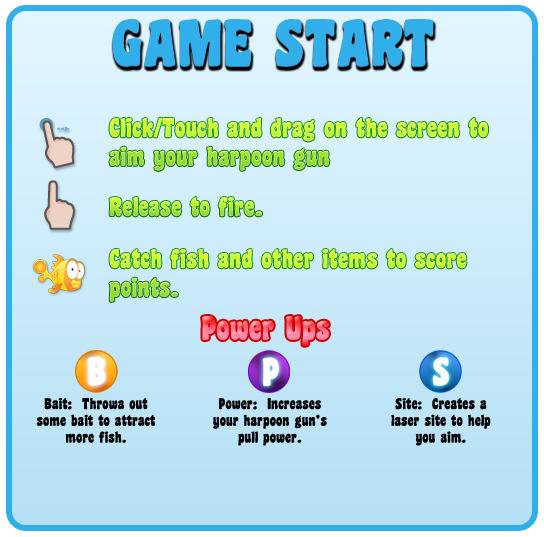 GAME START
Click/Touch and drag on the screen to
aim your harpoon gun
Release to fire.
Catch fish and other items to score
points.
Power Ups
B
P
S
Bait: Throwa out
some bait to attract
more fish.
Power: Increases
your harpoon gun's
pull power.
Site: Creates a
laser site to help
you aim.